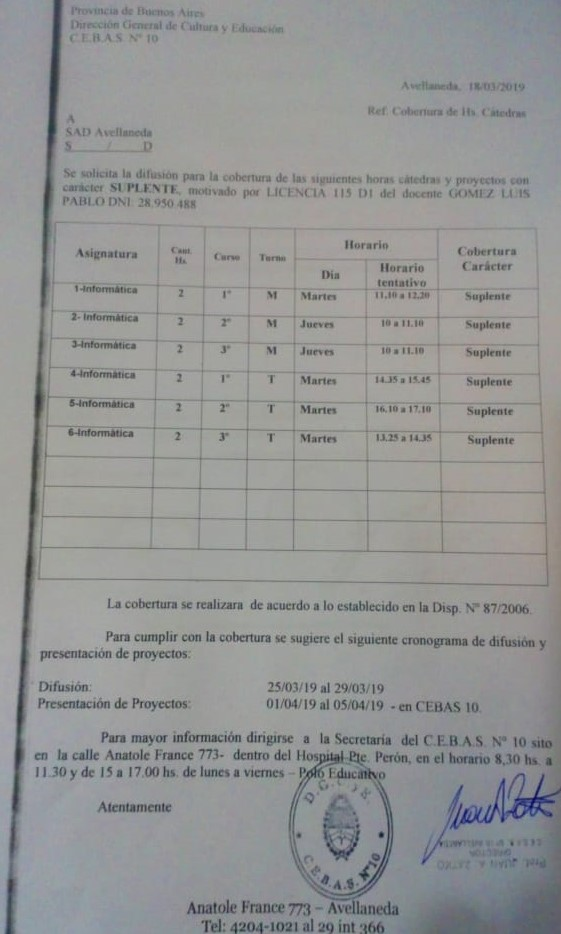 Provincia de Buenos Aires
Dirección General de Cultura y Educación
C.E.B.A.S. Nº 10
Avellaneda, 18/03/2019
Ref. Cobertura de Hs. Cátedras
A
SAD Avellaneda
S / D
Se solicita la difusión para la cobertura de las siguientes horas cátedras y proyectos con
carácter SUPLENTE, motivado por LICENCIA 115 D1 del docente GOMEZ LUIS
PABLO DNI: 28.950.488
Asignatura Cant. Hs. Curso Turno Horario Cobertura Carácter
Dia Horario tentativo
1-Informática 2 1º M Martes 11,10 a 12,20 Suplente
2- Informática 2 2º M Jueves 10 a 11.10 Suplente
3-Informática 2 3º M Jueves 10 a 11.10 Suplente
4-Informática 2 1º T Martes 14.35 a 15.45 Suplente
5-Informática 2 2º T Martes 16,10 a 17,10 Suplente
6-Informática 2 3º T Martes 13.25 a 14.35 Suplente
La cobertura se realizara de acuerdo a lo establecido en la Disp. Nº 87/2006.
Para cumplir con la cobertura se sugiere el siguiente cronograma de difusión y
presentación de proyectos:
Difusión: 25/03/19 al 29/03/19
Presentación de Proyectos: 01/04/19 al 05/04/19 - en CEBAS 10.
Para mayor información dirigirse a la Secretaría del C.E.B.A.S. Nº 10 sito
en la calle Anatole France 773- dentro del Hospital Pte. Perón, en el horario 8,30 hs. a
11.30 y de 15 a 17.00 hs. de lunes a viernes – Polo Educativo
Atentamente
D.G.C.y E.
C.E.B.A.S. Nº10
DIRECTOR
Anatole France 773 – Avellaneda
Tel: 4204-1021 al 29 int 366